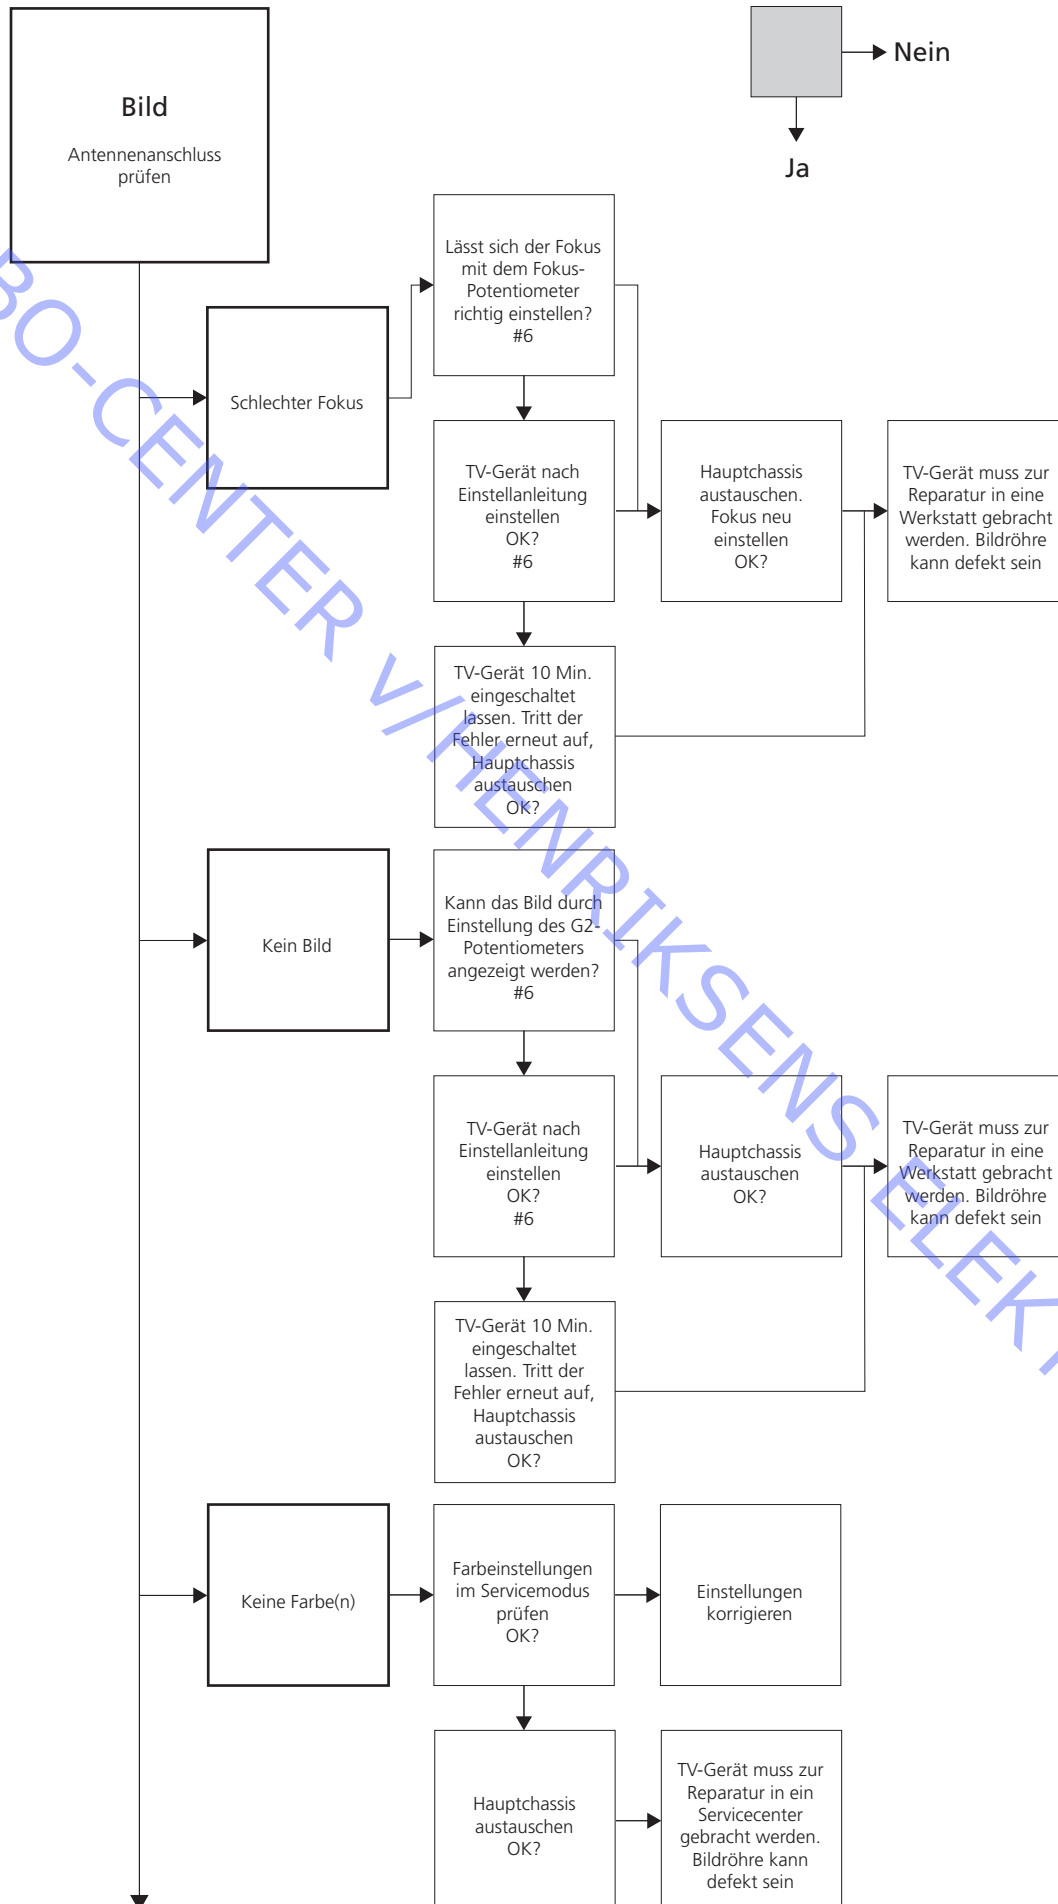 Bild
Antennenanschluss
prüfen
Nein
Ja
Schlechter Fokus
Lässt sich der Fokus
mit dem Fokus-
Potentiometer
richtig einstellen?
#6
TV-Gerät nach
Einstellanleitung
einstellen
OK?
#6
Hauptchassis
austauschen.
Fokus neu
einstellen
OK?
TV-Gerät muss zur
Reparatur in eine
Werkstatt gebracht
werden. Bildröhre
kann defekt sein
TV-Gerät 10 Min.
eingeschaltet
lassen. Tritt der
Fehler erneut auf,
Hauptchassis
austauschen
OK?
Kein Bild
Kann das Bild durch
Einstellung des G2-
Potentiometers
angezeigt werden?
#6
TV-Gerät nach
Einstellanleitung
einstellen
OK?
#6
Hauptchassis
austauschen
OK?
TV-Gerät muss zur
Reparatur in eine
Werkstatt gebracht
werden. Bildröhre
kann defekt sein
TV-Gerät 10 Min.
eingeschaltet
lassen. Tritt der
Fehler erneut auf,
Hauptchassis
austauschen
OK?
Keine Farbe(n)
Farbeinstellungen
im Servicemodus
prüfen
OK?
Einstellungen
korrigieren
Hauptchassis
austauschen
OK?
TV-Gerät muss zur
Reparatur in ein
Servicecenter
gebracht werden.
Bildröhre kann
defekt sein
BO-CENTER v/HENRIKSENS